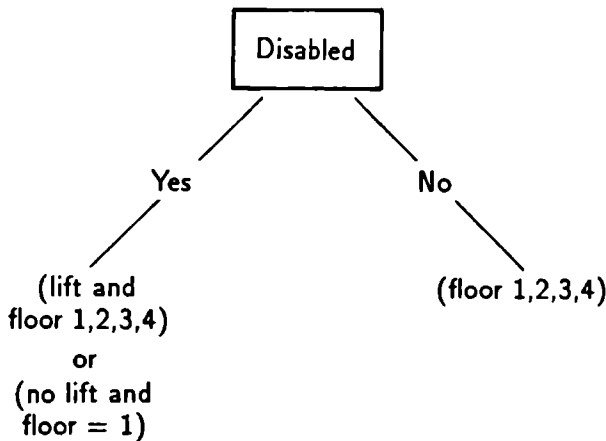 Disabled
Yes
No
(lift and
floor 1,2,3,4)
or
(no lift and
floor = 1)
(floor 1,2,3,4)